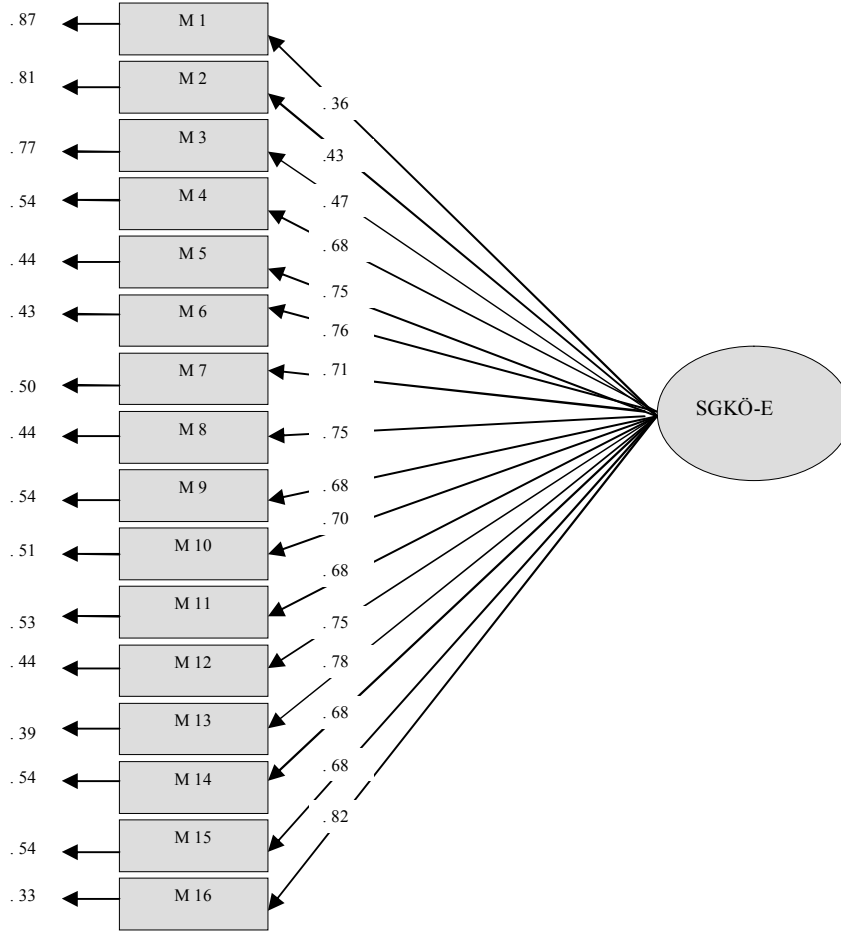 . 87
M 1
. 81
M 2
. 36
. 77
M 3
.43
. 54
M 4
. 47
. 44
M 5
. 68
. 43
M 6
. 75
. 76
. 50
M 7
. 71
SGKÖ-E
. 44
M 8
. 75
. 54
M 9
. 68
. 51
M 10
. 70
. 53
M 11
. 68
. 44
M 12
. 75
. 39
M 13
. 78
. 54
M 14
. 68
. 54
M 15
. 68
. 33
M 16
. 82